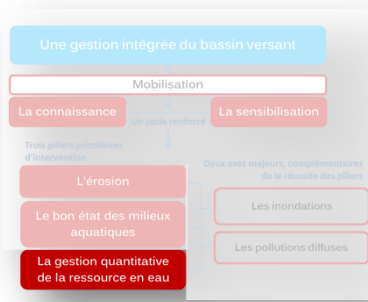 Une gestion intégrée du bassin versant
Mobilisation
La connaissance
Un socle renforcé
La sensibilisation
Trois piliers prioritaires
d'intervention
Deux axes majeurs, complémentaires
de la réussite des piliers
L'érosion
Les inondations
Le bon état des milieux
aquatiques
Les pollutions diffuses
La gestion quantitative
de la ressource en eau